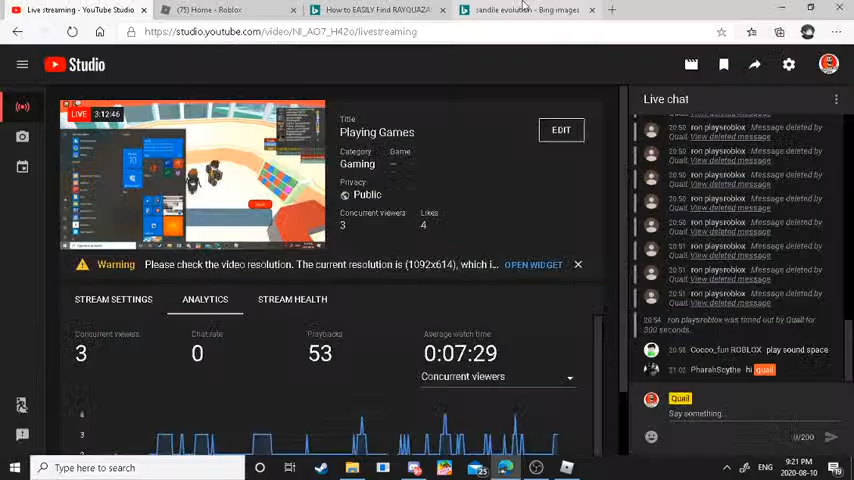 Live streaming - YouTube Studio
(75) Home - Roblox
How to EASILY Find RAYQUAZA
sandile evolution - Bing images
https://studio.youtube.com/video/NI_AO7_H42o/livestreaming
Studio
LIVE 3:12:46
Title
Playing Games
EDIT
Category Game
Gaming –
Privacy
Public
Concurrent viewers Likes
3 4
Warning Please check the video resolution. The current resolution is (1092x614), which i... OPEN WIDGET
STREAM SETTINGS ANALYTICS STREAM HEALTH
Concurrent viewers Chat rate Playbacks Average watch time
3 0 53 0:07:29
Concurrent viewers
4
3
2
Live chat
Quail View deleted message
20:50 ron playsroblox Message deleted by
Quail View deleted message
20:50 ron playsroblox Message deleted by
Quail View deleted message
20:50 ron playsroblox Message deleted by
Quail View deleted message
20:50 ron playsroblox Message deleted by
Quail View deleted message
20:51 ron playsroblox Message deleted by
Quail View deleted message
20:51 ron playsroblox Message deleted by
Quail View deleted message
20:51 ron playsroblox Message deleted by
Quail View deleted message
20:54 ron playsroblox was timed out by Quail for
300 seconds.
20:58 Cocoo_fun ROBLOX play sound space
21:02 PharahScythe hi quail
Quail
Say something...
0/200
Type here to search
25
ENG
9:21 PM
2020-08-10
19